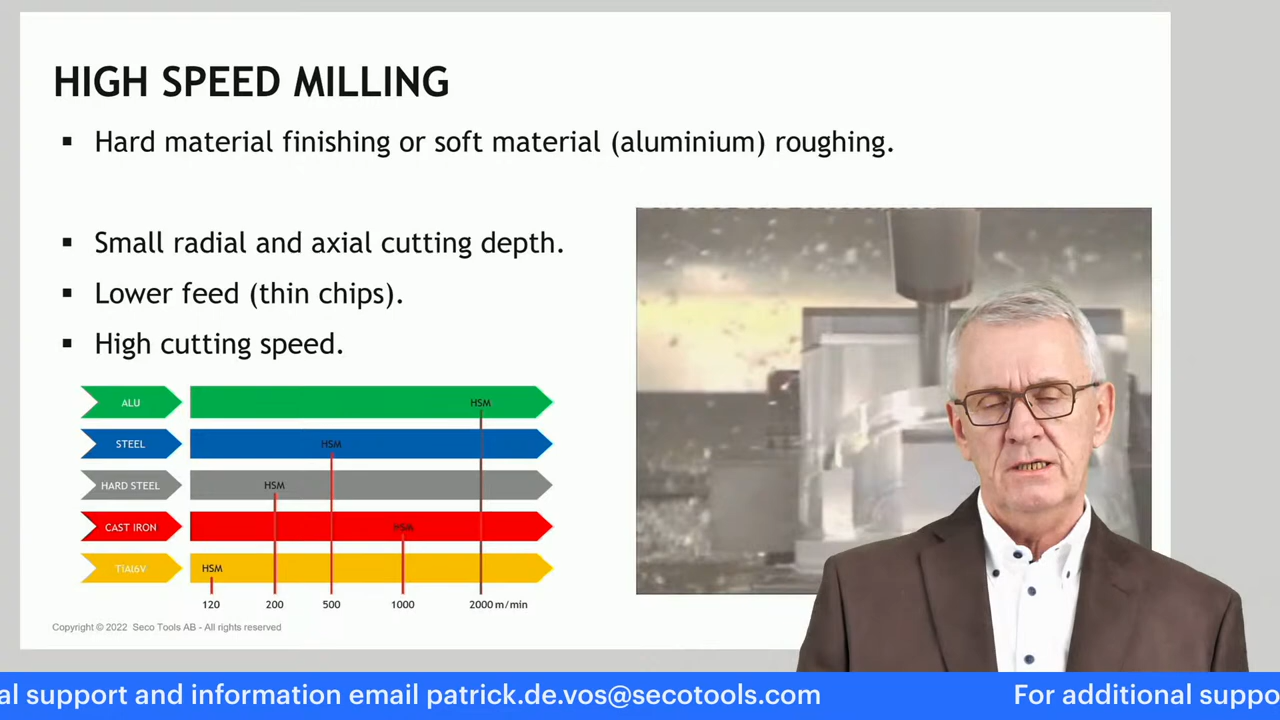 HIGH SPEED MILLING
▪ Hard material finishing or soft material (aluminium) roughing.
▪ Small radial and axial cutting depth.
▪ Lower feed (thin chips).
▪ High cutting speed.
ALU HSM
STEEL HSM
HARD STEEL HSM
CAST IRON HSM
TIAl6V HSM
120 200 500 1000 2000 m/min
Copyright © 2022 Seco Tools AB - All rights reserved
al support and information email patrick.de.vos@secotools.com For additional suppo